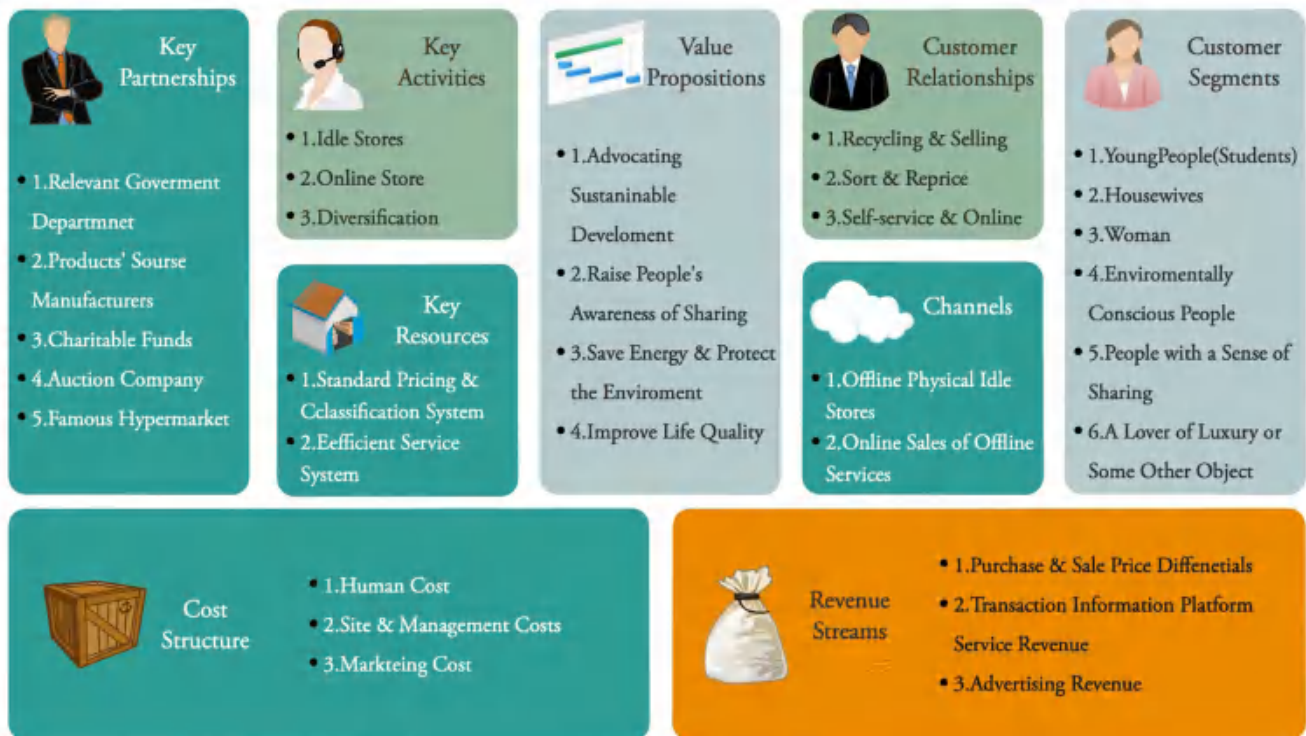 Key
Partnerships
• 1.Relevant Goverment
Departmnet
• 2.Products' Sourse
Manufacturers
• 3.Charitable Funds
• 4.Auction Company
• 5.Famous Hypermarket
Key
Activities
• 1.Idle Stores
• 2.Online Store
• 3.Diversification
Key
Resources
• 1.Standard Pricing &
Cclassification System
• 2.Eefficient Service
System
Value
Propositions
• 1.Advocating
Sustaninable
Develoment
• 2.Raise People's
Awareness of Sharing
• 3.Save Energy & Protect
the Enviroment
• 4.Improve Life Quality
Customer
Relationships
• 1.Recycling & Selling
• 2.Sort & Reprice
• 3.Self-service & Online
Channels
• 1.Offline Physical Idle
Stores
• 2.Online Sales of Offline
Services
Customer
Segments
• 1.YoungPeople(Students)
• 2.Housewives
• 3.Woman
• 4.Enviromentally
Conscious People
• 5.People with a Sense of
Sharing
• 6.A Lover of Luxury or
Some Other Object
Cost
Structure
• 1.Human Cost
• 2.Site & Management Costs
• 3.Markteing Cost
Revenue
Streams
• 1.Purchase & Sale Price Diffenetials
• 2.Transaction Information Platform
Service Revenue
• 3.Advertising Revenue